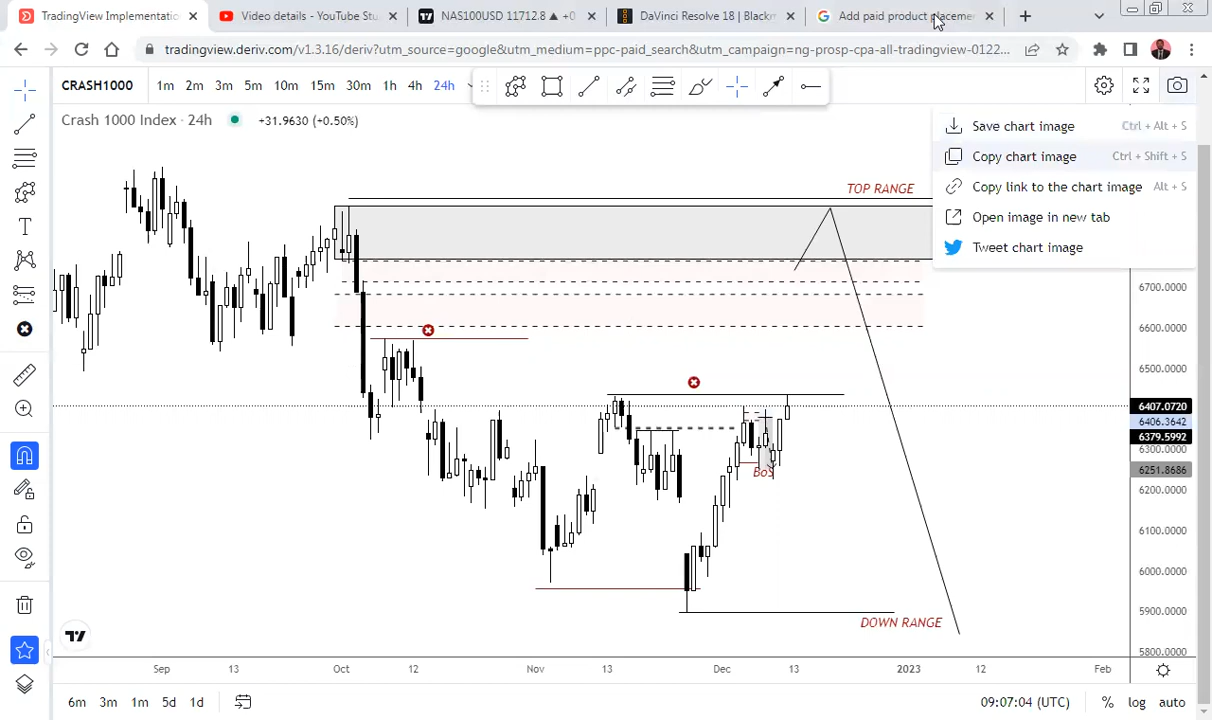 TradingView Implementatio
Video details - YouTube Stu
NAS100USD 11712.8 ▲ +0
DaVinci Resolve 18 | Blackm
Add paid product placemen
tradingview.deriv.com/v1.3.16/deriv?utm_source=google&utm_medium=ppc-paid_search&utm_campaign=ng-prosp-cpa-all-tradingview-0122...
CRASH1000 1m 2m 3m 5m 10m 15m 30m 1h 4h 24h
Crash 1000 Index · 24h +31.9630 (+0.50%)
Save chart image Ctrl + Alt + S
Copy chart image Ctrl + Shift + S
Copy link to the chart image Alt + S
Open image in new tab
Tweet chart image
TOP RANGE
6700.0000
6600.0000
6500.0000
6407.0720
6406.3642
6379.5992
6300.0000
6251.8686
6200.0000
6100.0000
6000.0000
5900.0000
5800.0000
BoS
DOWN RANGE
Sep 13 Oct 12 Nov 13 Dec 13 2023 12 Feb
6m 3m 1m 5d 1d 09:07:04 (UTC) % log auto